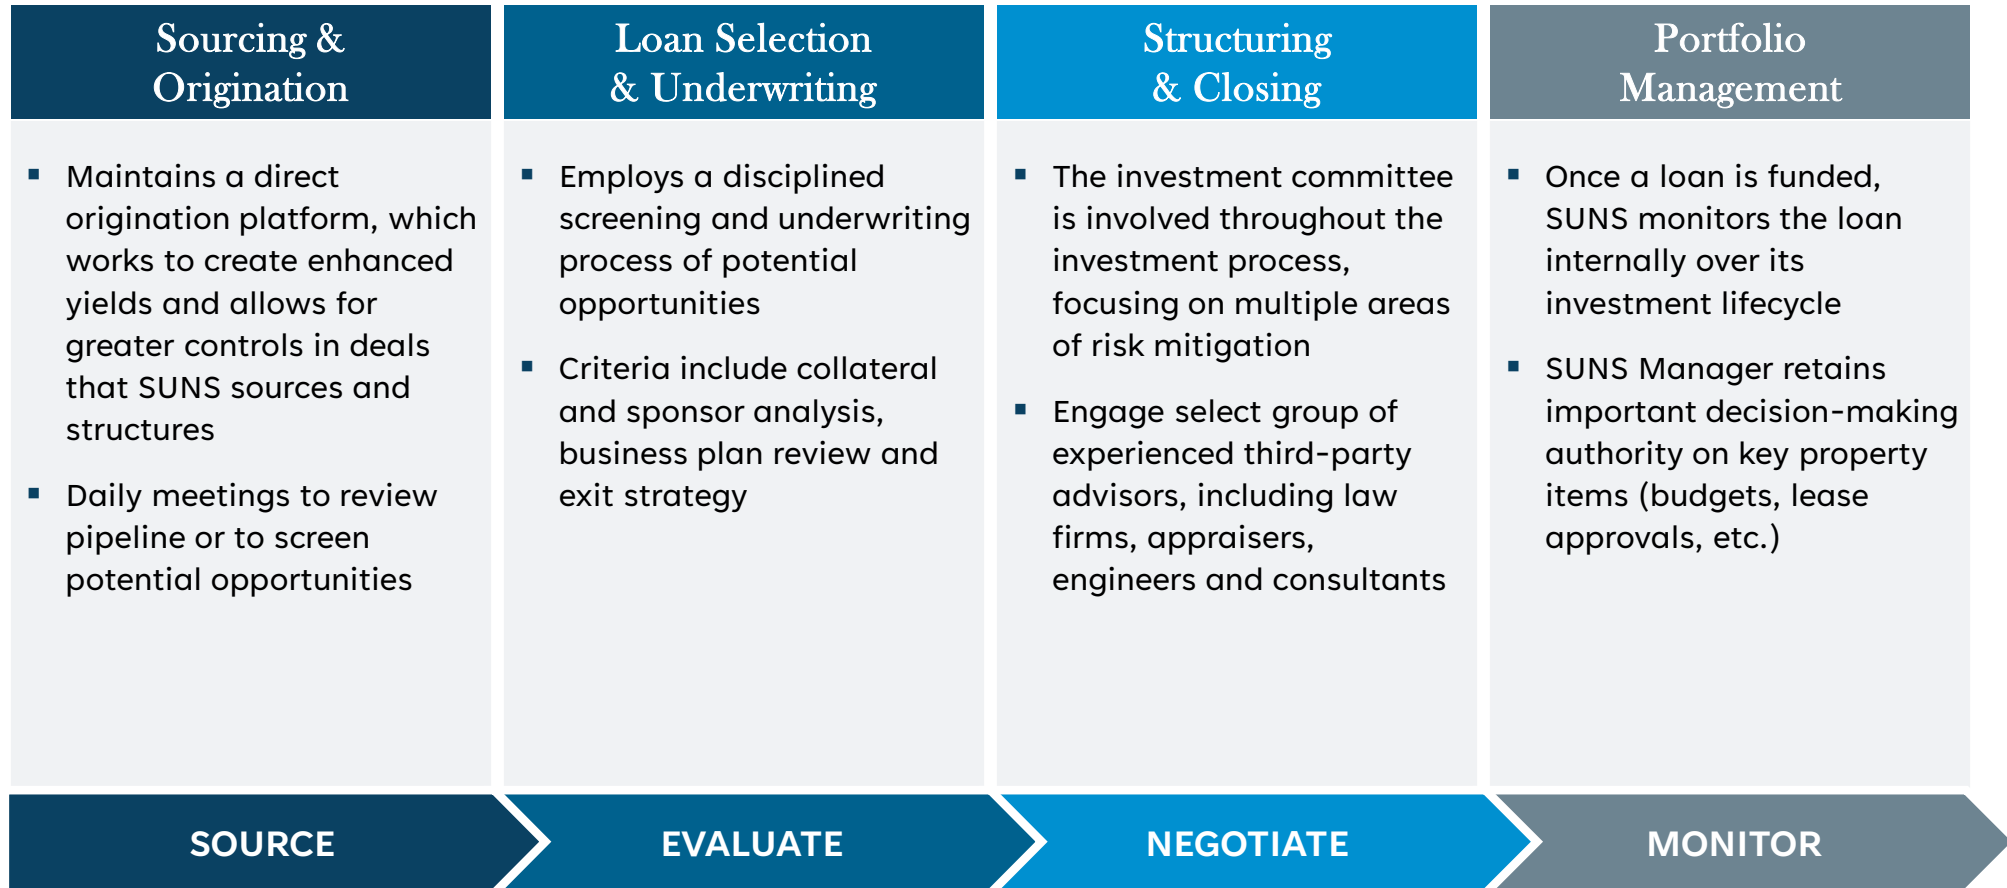 Sourcing &
Origination
▪ Maintains a direct
origination platform, which
works to create enhanced
yields and allows for
greater controls in deals
that SUNS sources and
structures
▪ Daily meetings to review
pipeline or to screen
potential opportunities
Loan Selection
& Underwriting
▪ Employs a disciplined
screening and underwriting
process of potential
opportunities
▪ Criteria include collateral
and sponsor analysis,
business plan review and
exit strategy
Structuring
& Closing
▪ The investment committee
is involved throughout the
investment process,
focusing on multiple areas
of risk mitigation
▪ Engage select group of
experienced third-party
advisors, including law
firms, appraisers,
engineers and consultants
Portfolio
Management
▪ Once a loan is funded,
SUNS monitors the loan
internally over its
investment lifecycle
▪ SUNS Manager retains
important decision-making
authority on key property
items (budgets, lease
approvals, etc.)
SOURCE
EVALUATE
NEGOTIATE
MONITOR